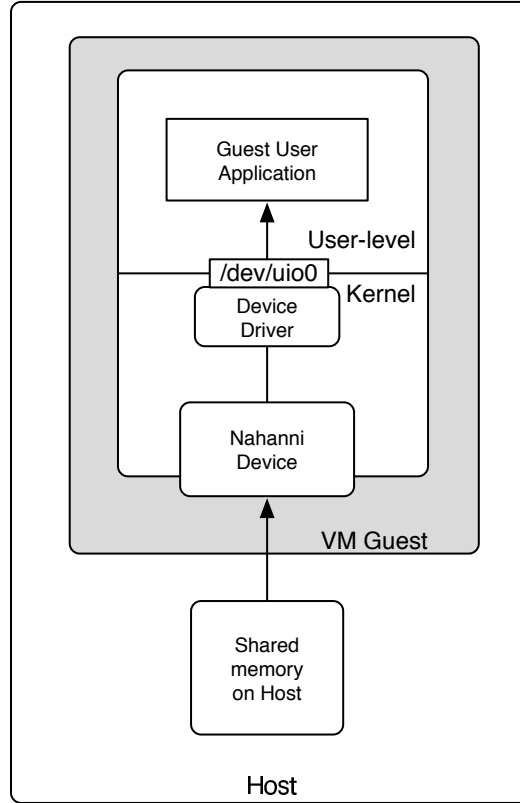 Guest User
Application
User-level
/dev/uio0
Kernel
Device
Driver
Nahanni
Device
VM Guest
Shared
memory
on Host
Host